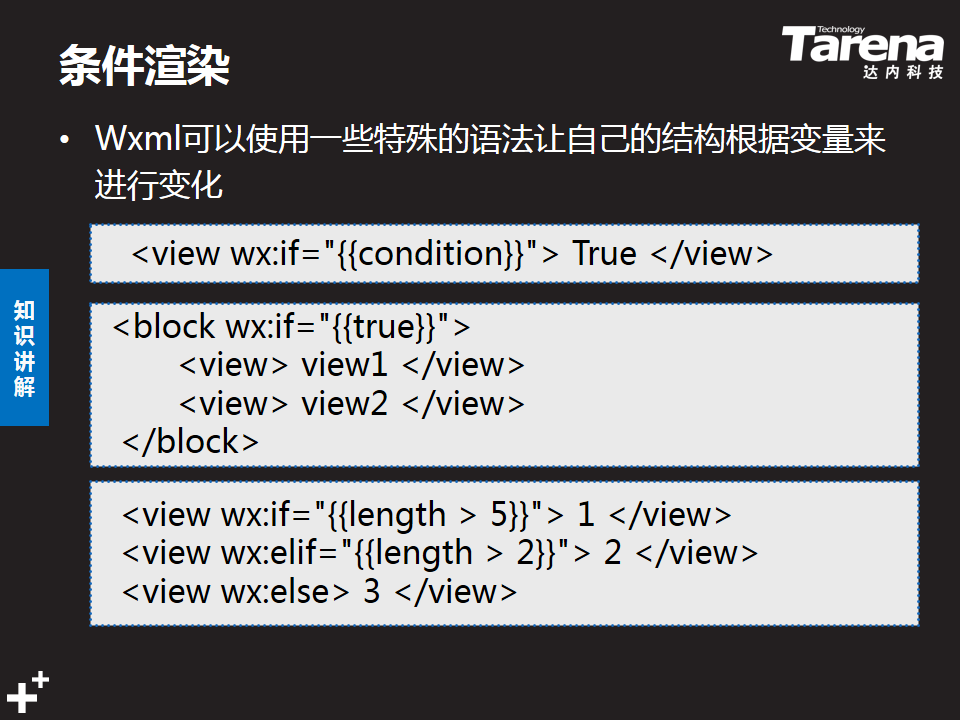 条件渲染
Technology
Tarena
达内科技
• Wxml可以使用一些特殊的语法让自己的结构根据变量来
进行变化
<view wx:if="{{condition}}"> True </view>
知识讲解
<block wx:if="{{true}}">
<view> view1 </view>
<view> view2 </view>
</block>
<view wx:if="{{length > 5}}"> 1 </view>
<view wx:elif="{{length > 2}}"> 2 </view>
<view wx:else> 3 </view>